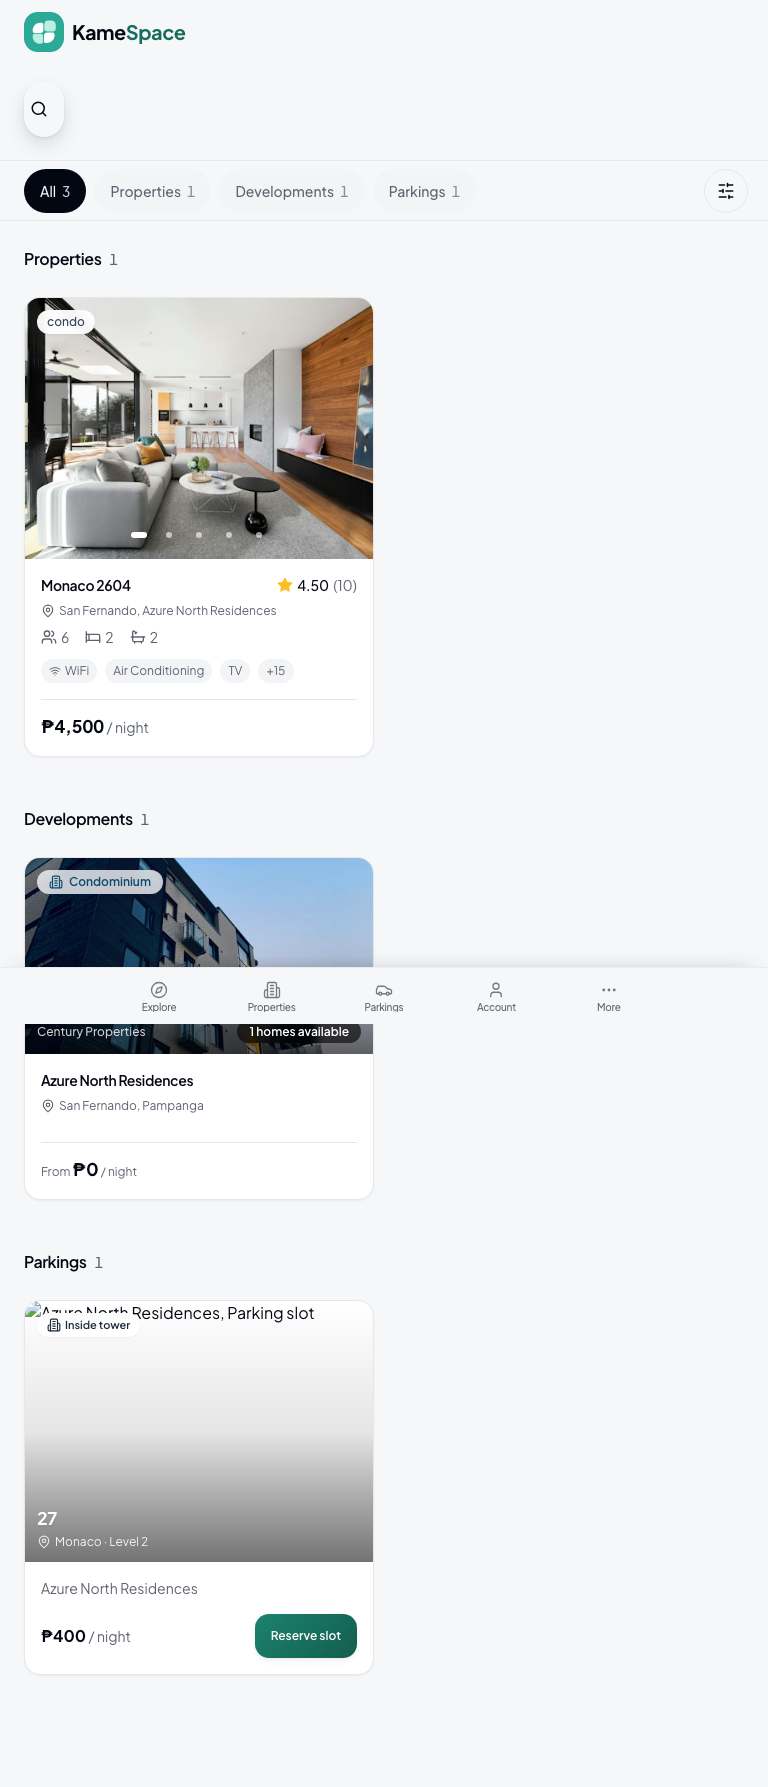 KameSpace
All 3
Properties 1
Developments 1
Parkings 1
Properties 1
condo
Monaco 2604
4.50 (10)
San Fernando, Azure North Residences
6 2 2
WiFi
Air Conditioning
TV
+15
₱4,500 / night
Developments 1
Condominium
Explore
Properties
Parkings
Account
More
Century Properties
1 homes available
Azure North Residences
San Fernando, Pampanga
From ₱0 / night
Parkings 1
Azure North Residences, Parking slot
Inside tower
27
Monaco · Level 2
Azure North Residences
₱400 / night
Reserve slot